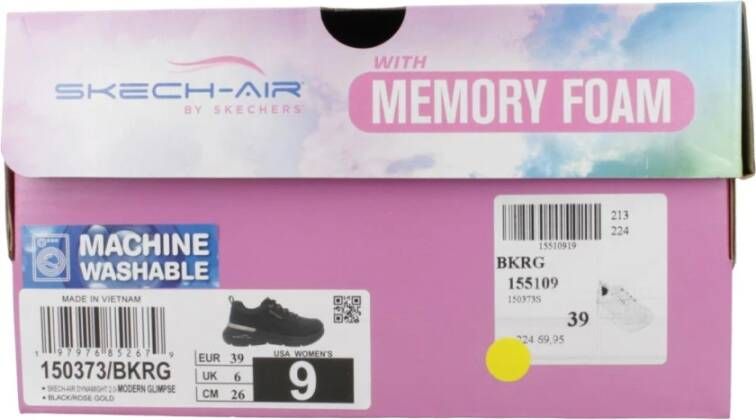 SKECH-AIR
BY SKECHERS
WITH
MEMORY FOAM
MACHINE
WASHABLE
213
224
15510919
BKRG
155109
150373S
39
224 69,95
MADE IN VIETNAM
1 97976 85267 9
150373/BKRG
• SKECH-AIR DYNAMIGHT 2.0-MODERN GLIMPSE
• BLACK/ROSE GOLD
EUR 39
UK 6
CM 26
USA WOMEN'S
9